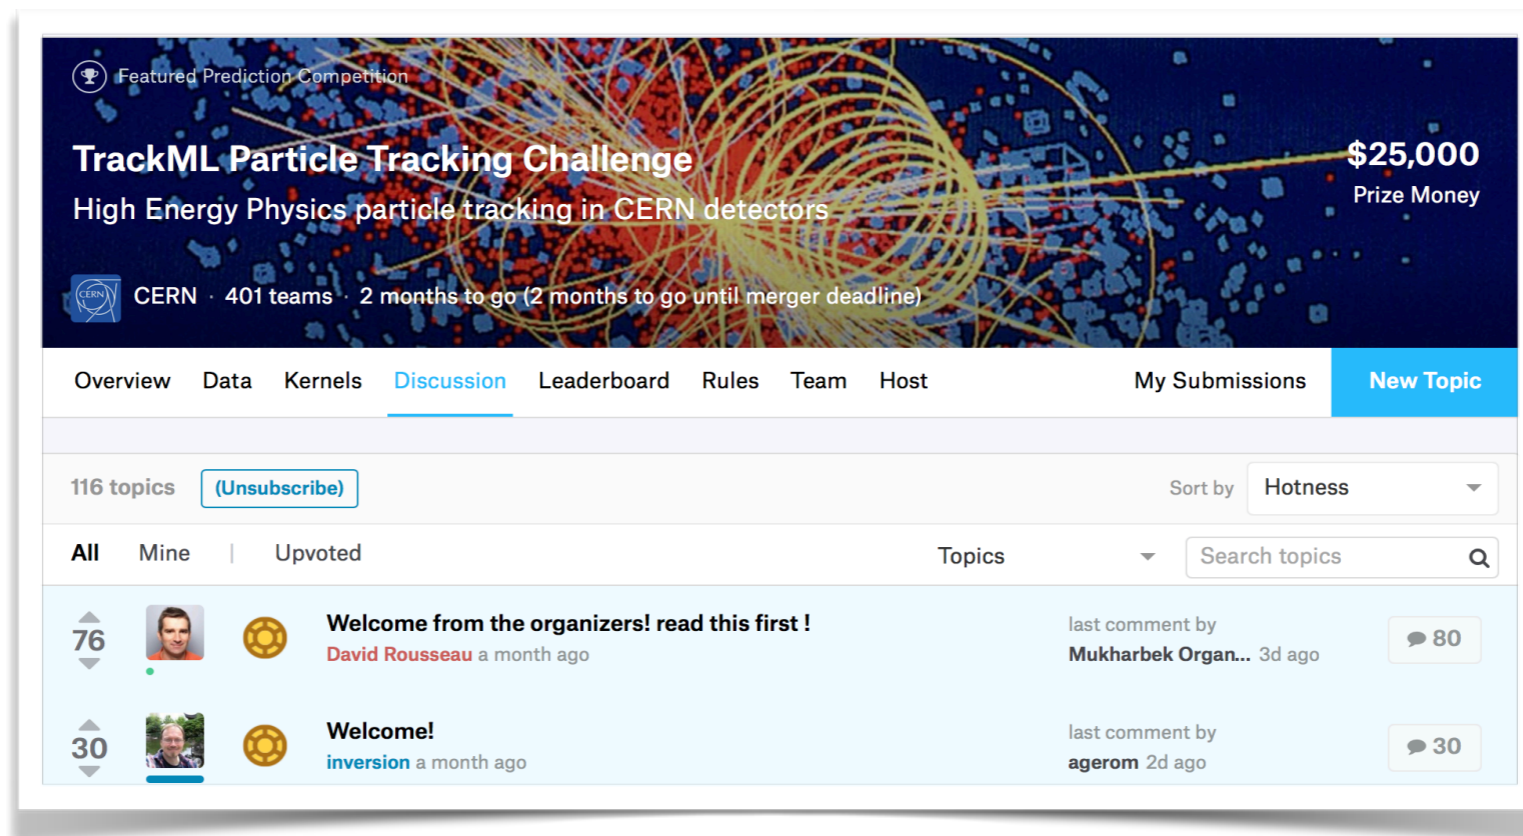 Featured Prediction Competition
TrackML Particle Tracking Challenge
$25,000
High Energy Physics particle tracking in CERN detectors
Prize Money
CERN
CERN · 401 teams · 2 months to go (2 months to go until merger deadline)
Overview Data Kernels Discussion Leaderboard Rules Team Host My Submissions New Topic
116 topics (Unsubscribe) Sort by Hotness
All Mine | Upvoted Topics Search topics
76
Welcome from the organizers! read this first !
David Rousseau a month ago
last comment by
Mukharbek Organ... 3d ago
80
30
Welcome!
inversion a month ago
last comment by
agerom 2d ago
30